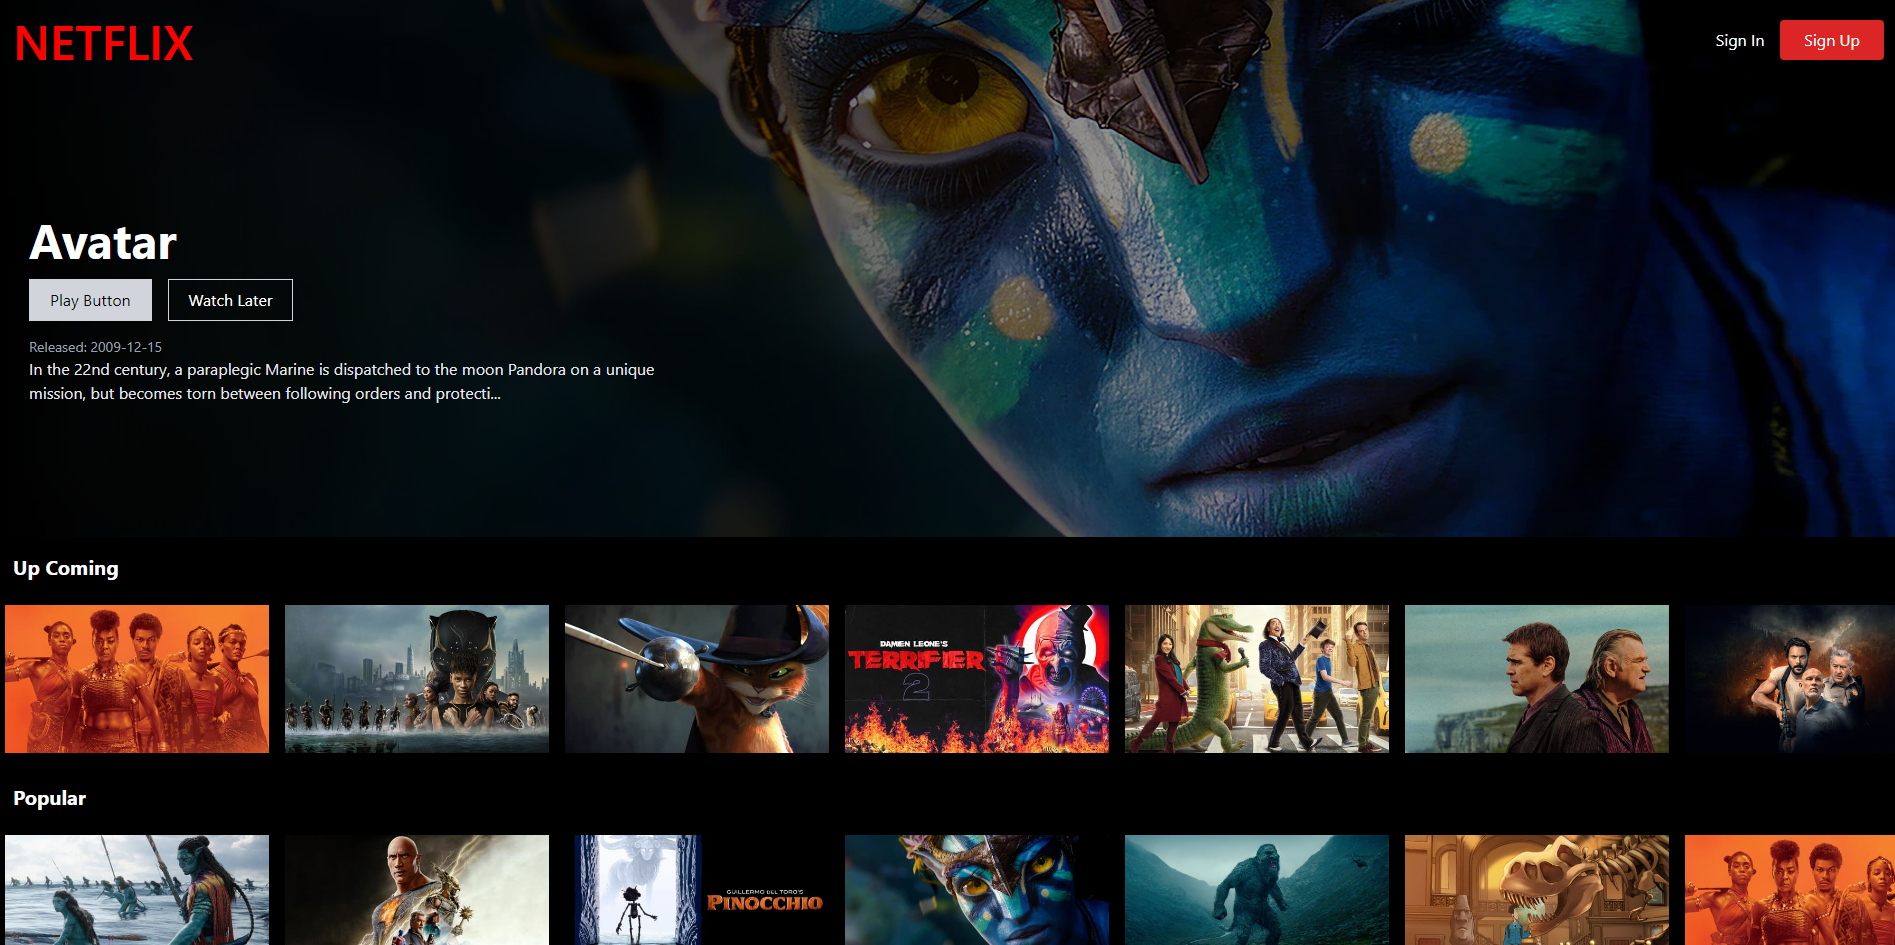 NETFLIX
Sign In
Sign Up
Avatar
Play Button
Watch Later
Released: 2009-12-15
In the 22nd century, a paraplegic Marine is dispatched to the moon Pandora on a unique
mission, but becomes torn between following orders and protecti...
Up Coming
DAMIEN LEONE'S
TERRIFIER
2
Popular
GUILLERMO DEL TORO'S
PINOCCHIO